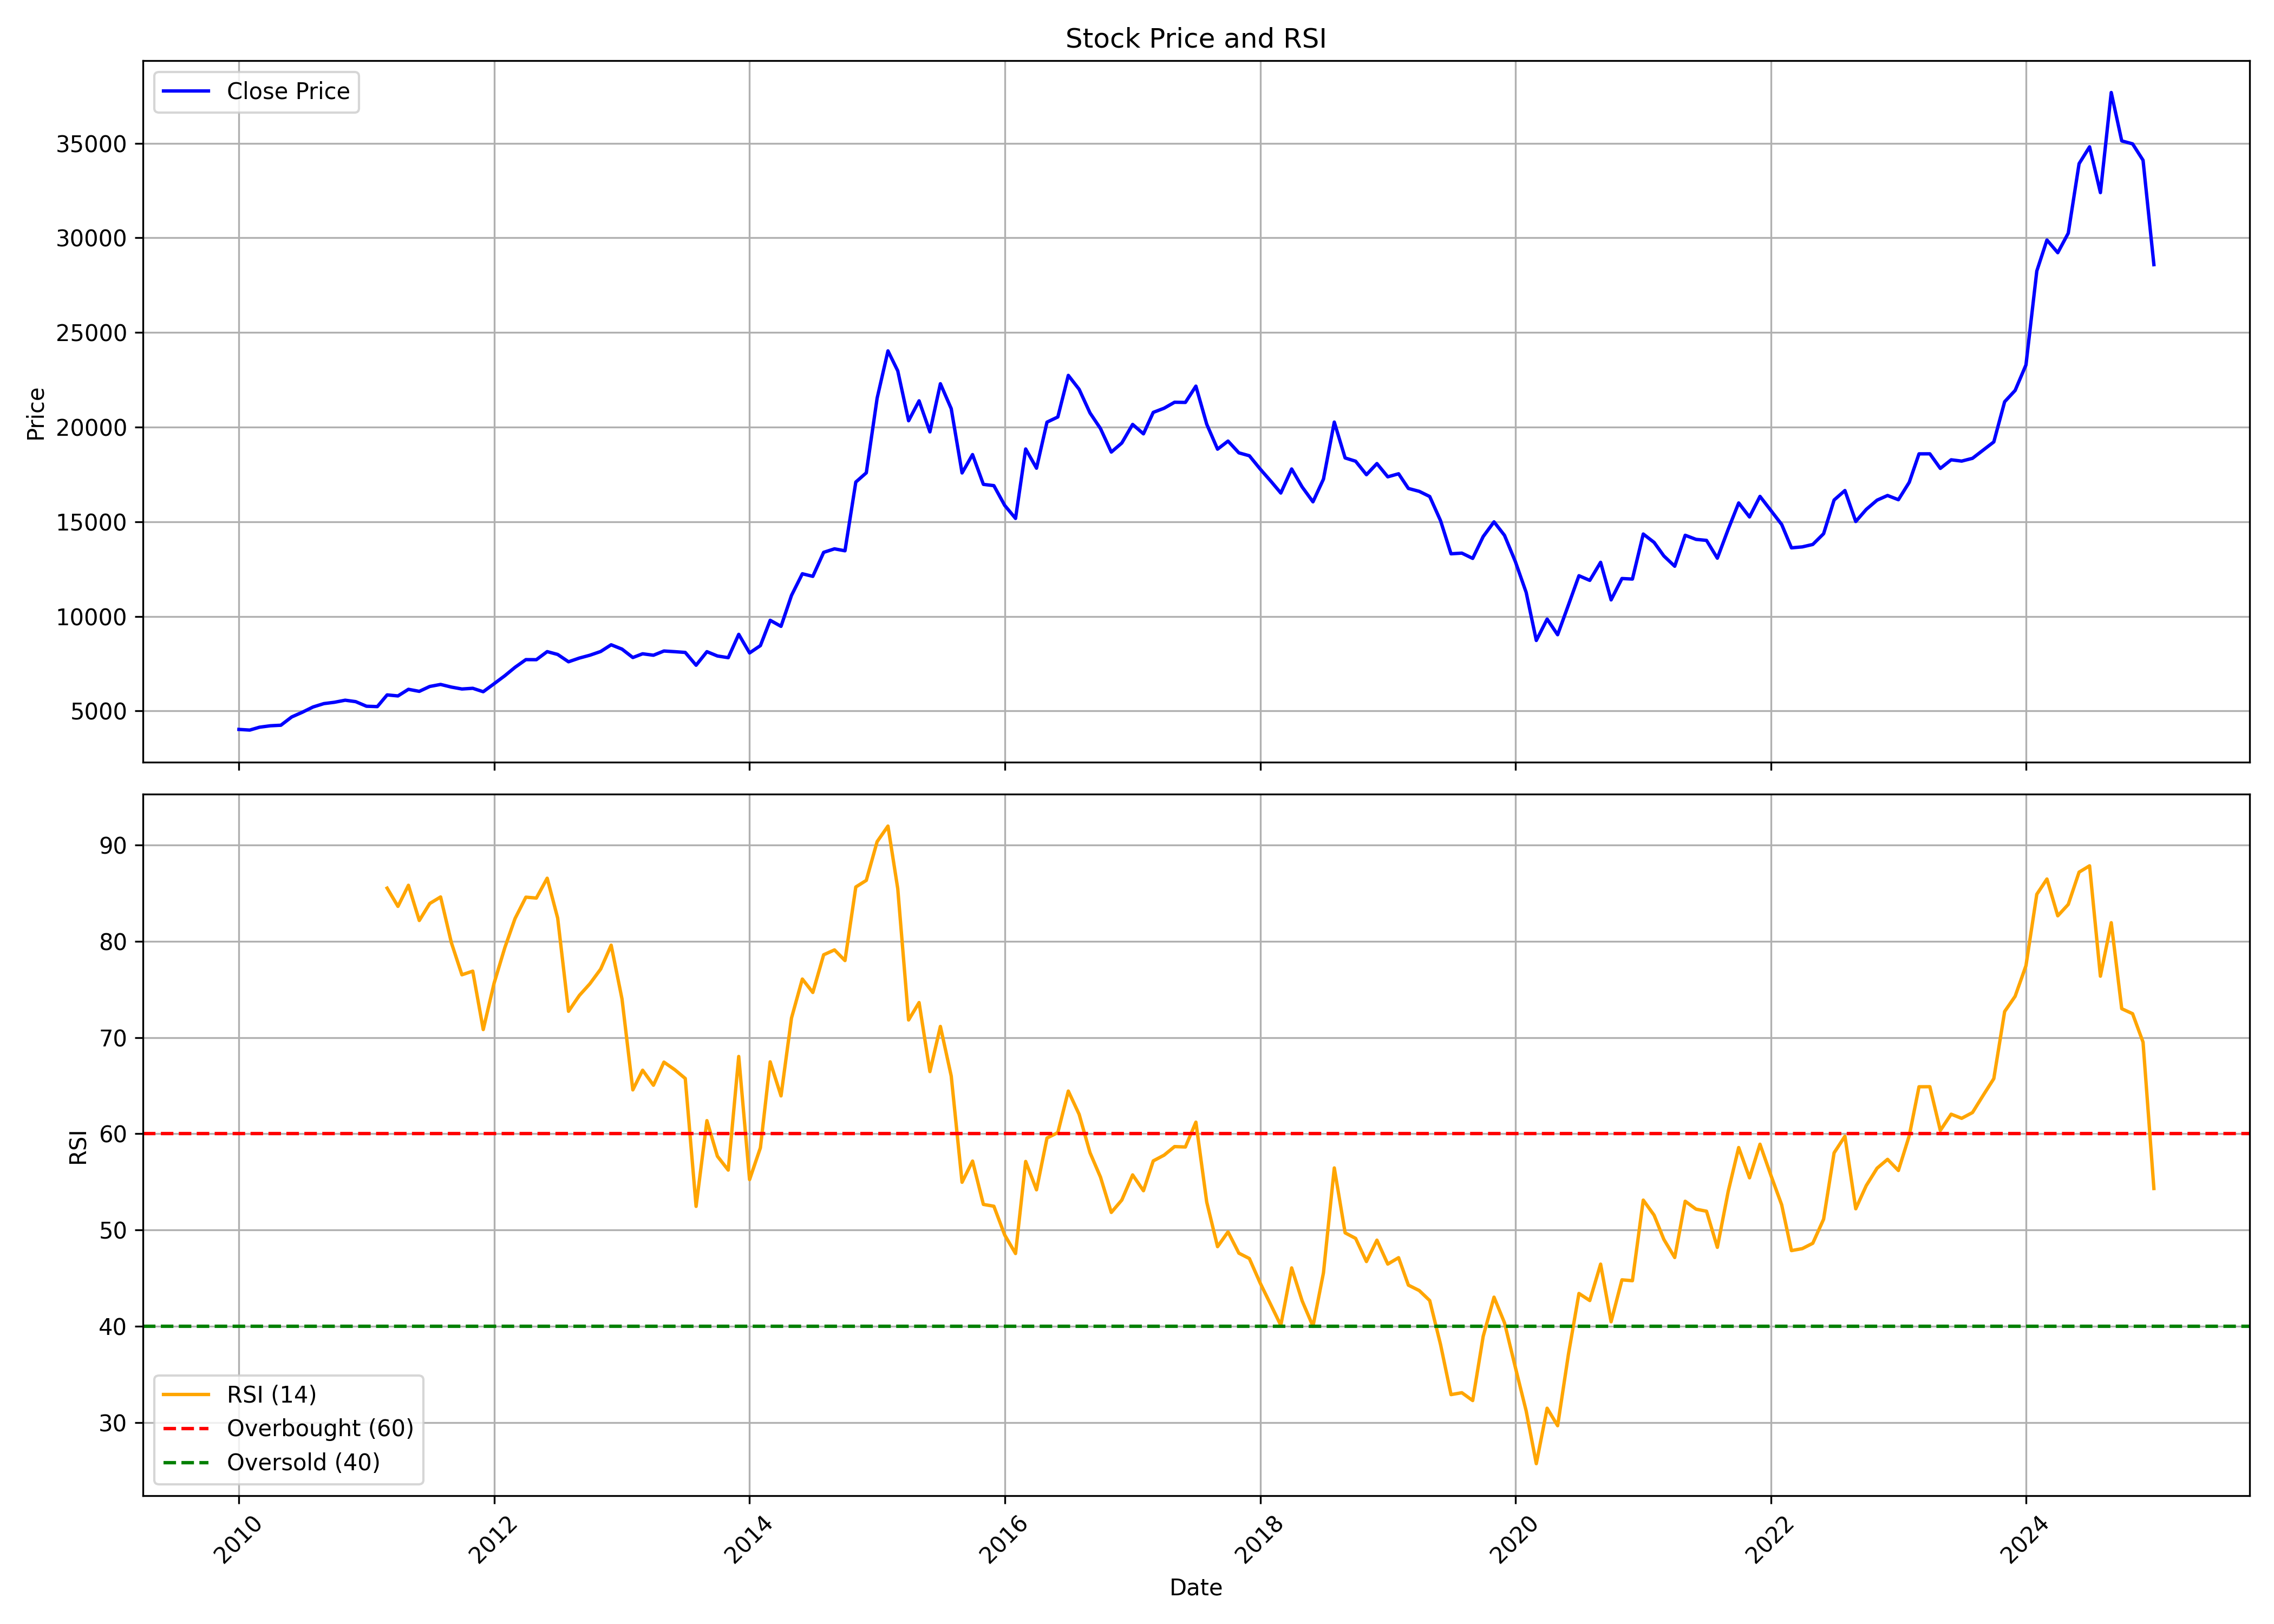 Stock Price and RSI
Close Price
35000
30000
25000
20000
15000
10000
5000
Price
90
80
70
60
50
40
30
RSI
RSI (14)
Overbought (60)
Oversold (40)
2010
2012
2014
2016
2018
2020
2022
2024
Date